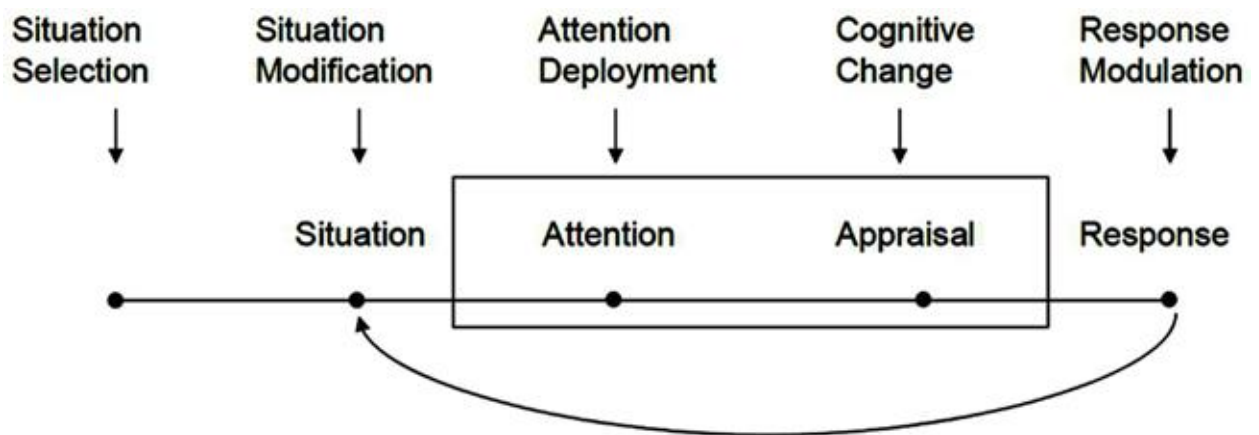 Situation
Selection
Situation
Modification
Attention
Deployment
Cognitive
Change
Response
Modulation
Situation
Attention
Appraisal
Response